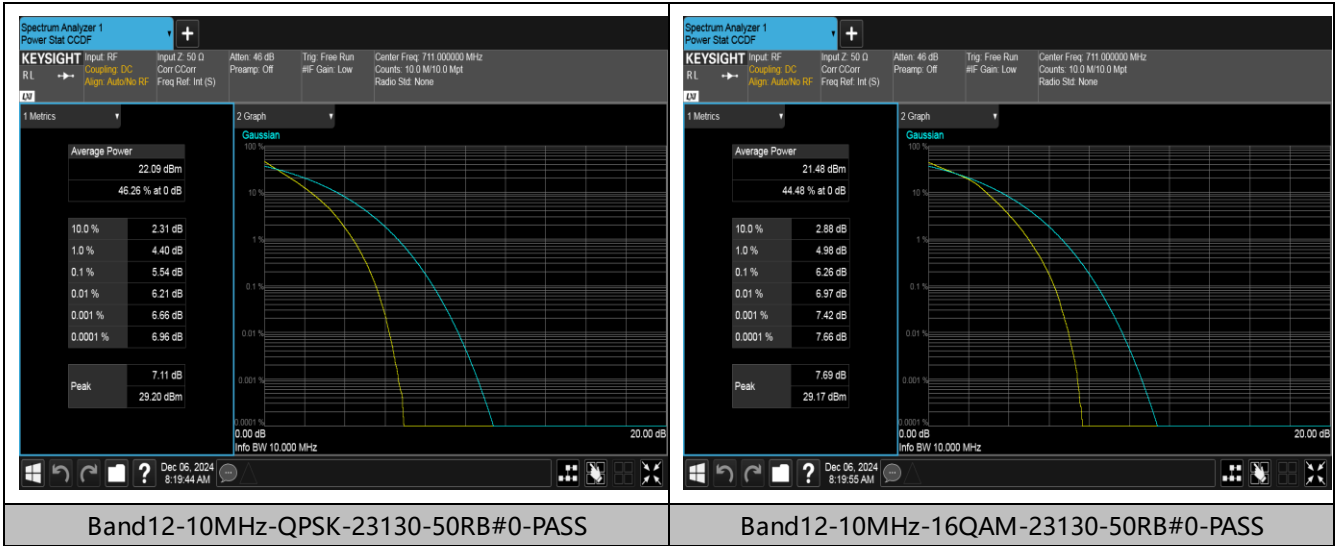 Spectrum Analyzer 1
Power Stat CCDF
+
KEYSIGHT
Input: RF
Input Z: 50 Ω
Atten: 46 dB
Trig: Free Run
Center Freq: 711.000000 MHz
RL
Coupling: DC
Corr CCorr
Preamp: Off
#IF Gain: Low
Counts: 10.0 M/10.0 Mpt
Align: Auto/No RF
Freq Ref: Int (S)
Radio Std: None
LXI
1 Metrics
2 Graph
Average Power
22.09 dBm
46.26 % at 0 dB
10.0 % 2.31 dB
1.0 % 4.40 dB
0.1 % 5.54 dB
0.01 % 6.21 dB
0.001 % 6.66 dB
0.0001 % 6.96 dB
Peak
7.11 dB
29.20 dBm
Gaussian
100 %
10 %
1 %
0.1 %
0.01 %
0.001 %
0.0001 %
0.00 dB 20.00 dB
Info BW 10.000 MHz
?
Dec 06, 2024
8:19:44 AM
Band12-10MHz-QPSK-23130-50RB#0-PASS
Spectrum Analyzer 1
Power Stat CCDF
+
KEYSIGHT
Input: RF
Input Z: 50 Ω
Atten: 46 dB
Trig: Free Run
Center Freq: 711.000000 MHz
RL
Coupling: DC
Corr CCorr
Preamp: Off
#IF Gain: Low
Counts: 10.0 M/10.0 Mpt
Align: Auto/No RF
Freq Ref: Int (S)
Radio Std: None
LXI
1 Metrics
2 Graph
Average Power
21.48 dBm
44.48 % at 0 dB
10.0 % 2.88 dB
1.0 % 4.98 dB
0.1 % 6.26 dB
0.01 % 6.97 dB
0.001 % 7.42 dB
0.0001 % 7.66 dB
Peak
7.69 dB
29.17 dBm
Gaussian
100 %
10 %
1 %
0.1 %
0.01 %
0.001 %
0.0001 %
0.00 dB 20.00 dB
Info BW 10.000 MHz
?
Dec 06, 2024
8:19:55 AM
Band12-10MHz-16QAM-23130-50RB#0-PASS